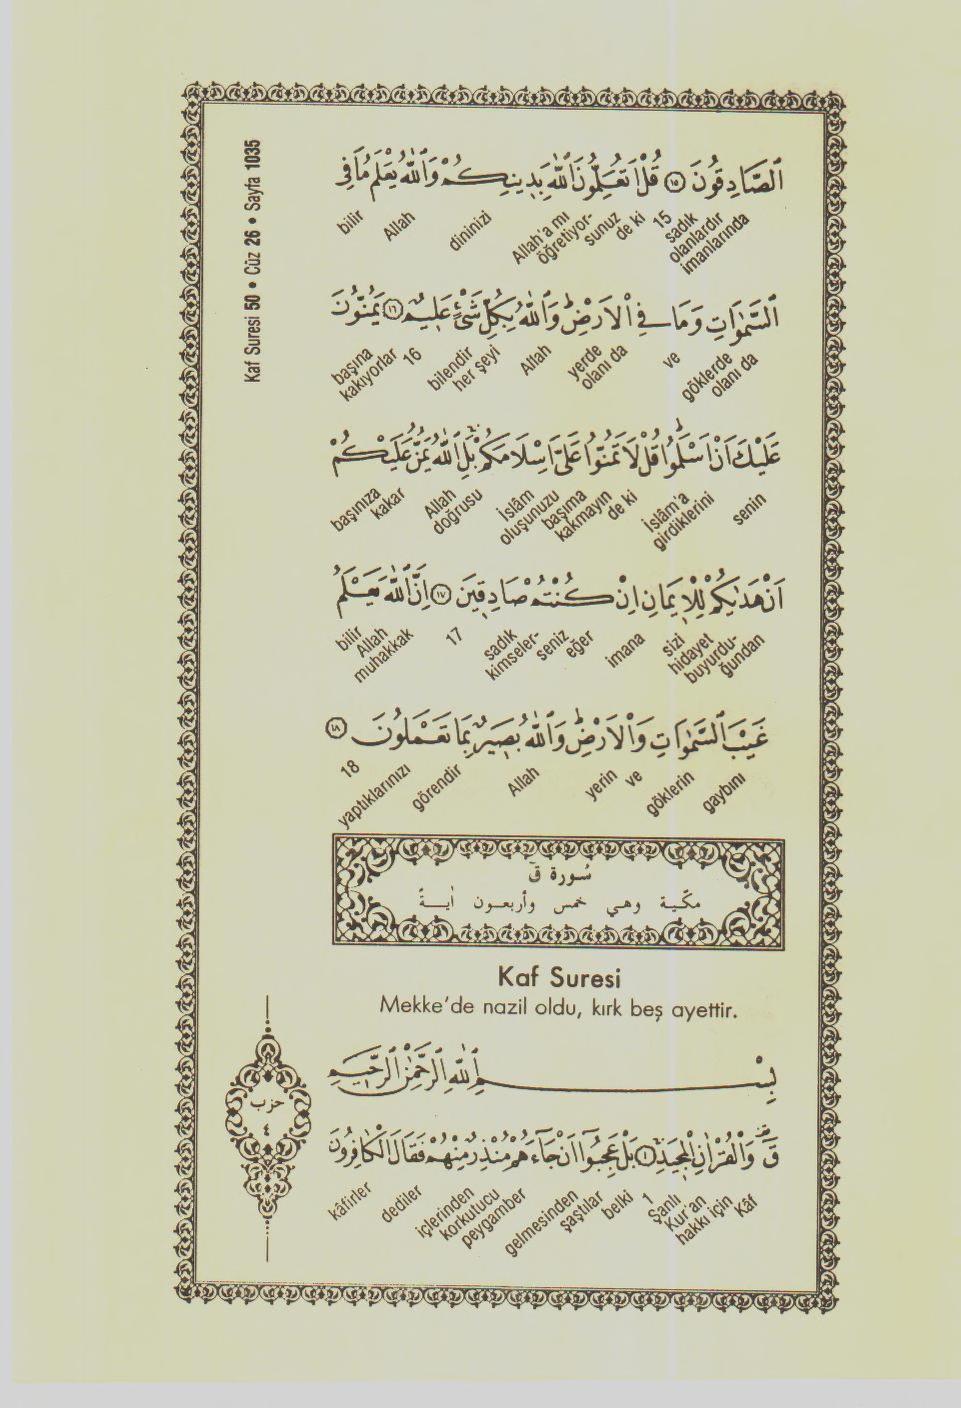 Kaf Suresi 50 • Cüz 26 • Sayfa 1035
اَلصَّادِقُونَ ﴿١٥﴾ قُلْ اَتُعَلِّمُونَ اللّٰهَ بِدٖينِكُمْ وَاللّٰهُ يَعْلَمُ مَا فِى
imanlarında olanlardır sadık 15 de ki Allah'a mı öğretiyorsunuz dininizi Allah bilir
السَّمٰوَاتِ وَمَا فِى الْاَرْضِ وَاللّٰهُ بِكُلِّ شَيْءٍ عَلٖيمٌ ﴿١٦﴾ يَمُنُّونَ
göklerde olanı da ve yerde olanı da Allah her şeyi bilendir 16 başına kakıyorlar
عَلَيْكَ اَنْ اَسْلَمُوا قُلْ لَا تَمُنُّوا عَلَىَّ اِسْلَامَكُمْ بَلِ اللّٰهُ يَمُنُّ عَلَيْكُمْ
senin İslâm'a girdiklerini de ki başıma kakmayın İslâm oluşunuzu doğrusu Allah başınıza kakar
اَنْ هَدٰيكُمْ لِلْاٖيمَانِ اِنْ كُنْتُمْ صَادِقٖينَ ﴿١٧﴾ اِنَّ اللّٰهَ يَعْلَمُ
sizi hidayet buyurdu-ğundan imana eğer sadık kimseler-seniz 17 muhakkak Allah bilir
غَيْبَ السَّمٰوَاتِ وَالْاَرْضِ وَاللّٰهُ بَصٖيرٌ بِمَا تَعْمَلُونَ ﴿١٨﴾
gaybını göklerin ve yerin Allah görendir yaptıklarınızı 18
سُورة قٓ
مكّية وهي خمس وأربعون اٰيةً
Kaf Suresi
Mekke'de nazil oldu, kırk beş ayettir.
بِسْمِ اللّٰهِ الرَّحْمٰنِ الرَّحٖيمِ
حزب
٤
قٓ وَالْقُرْاٰنِ الْمَجٖيدِ ﴿١﴾ بَلْ عَجِبُوا اَنْ جَاءَهُمْ مُنْذِرٌ مِنْهُمْ فَقَالَ الْكَافِرُونَ
Kâf Şanlı Kur'an hakkı için 1 belki şaştılar gelmesinden içlerinden korkutucu peygamber dediler kâfirler